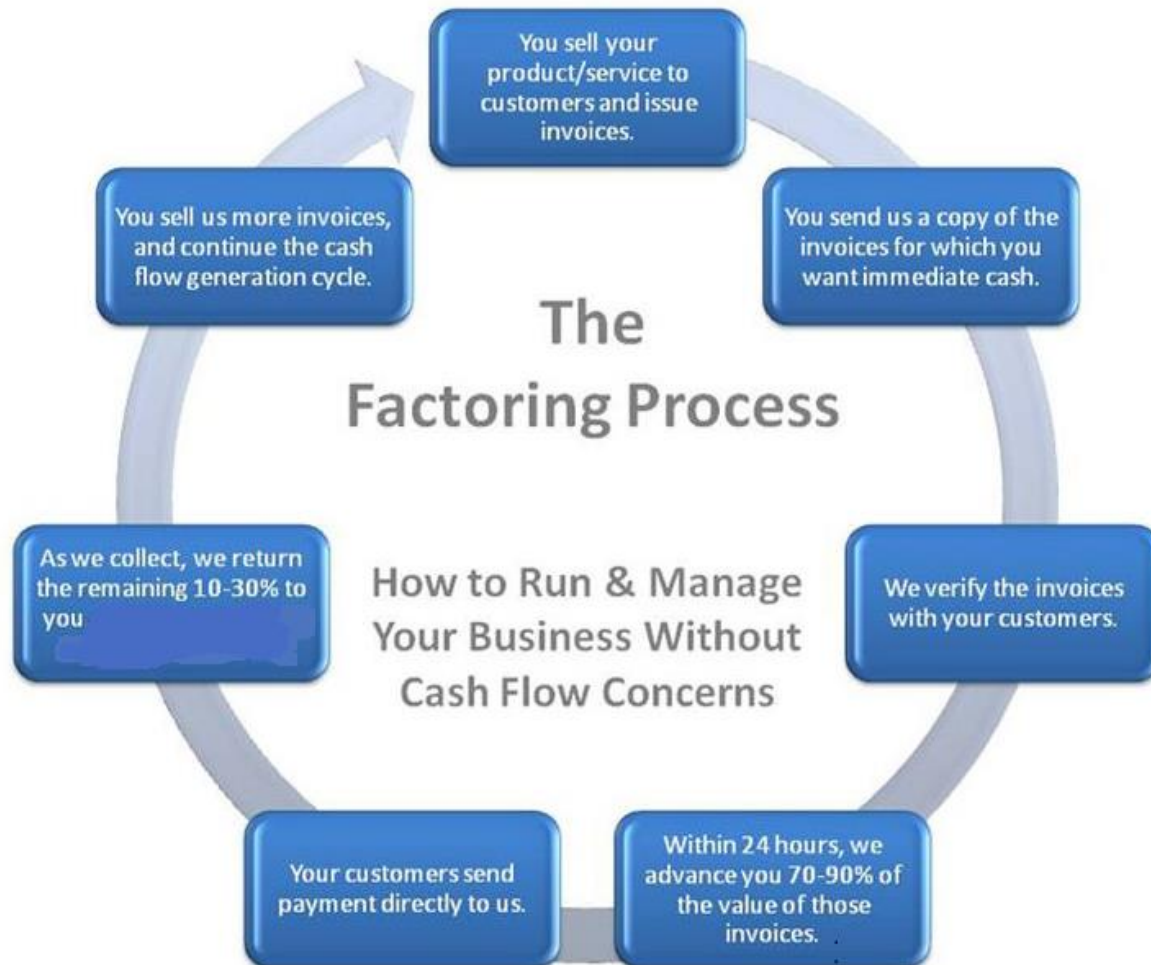 You sell your
product/service to
customers and issue
invoices.
You send us a copy of the
invoices for which you
want immediate cash.
We verify the invoices
with your customers.
Within 24 hours, we
advance you 70-90% of
the value of those
invoices.
Your customers send
payment directly to us.
As we collect, we return
the remaining 10-30% to
you
You sell us more invoices,
and continue the cash
flow generation cycle.
The
Factoring Process
How to Run & Manage
Your Business Without
Cash Flow Concerns